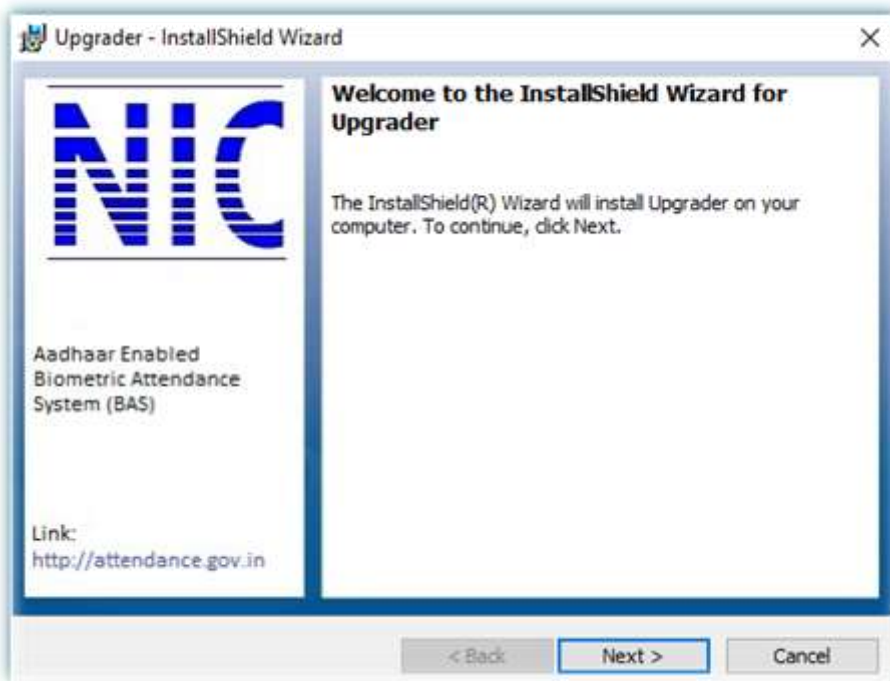 Upgrader - InstallShield Wizard
NIC
Welcome to the InstallShield Wizard for
Upgrader
The InstallShield(R) Wizard will install Upgrader on your
computer. To continue, click Next.
Aadhaar Enabled
Biometric Attendance
System (BAS)
Link:
http://attendance.gov.in
< Back
Next >
Cancel